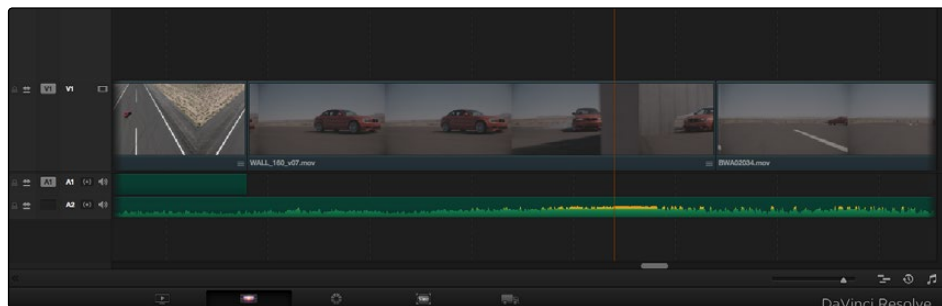 V1 V1
WALL_160_v07.mov BWA02034.mov
A1 A1
A2
DaVinci Resolve